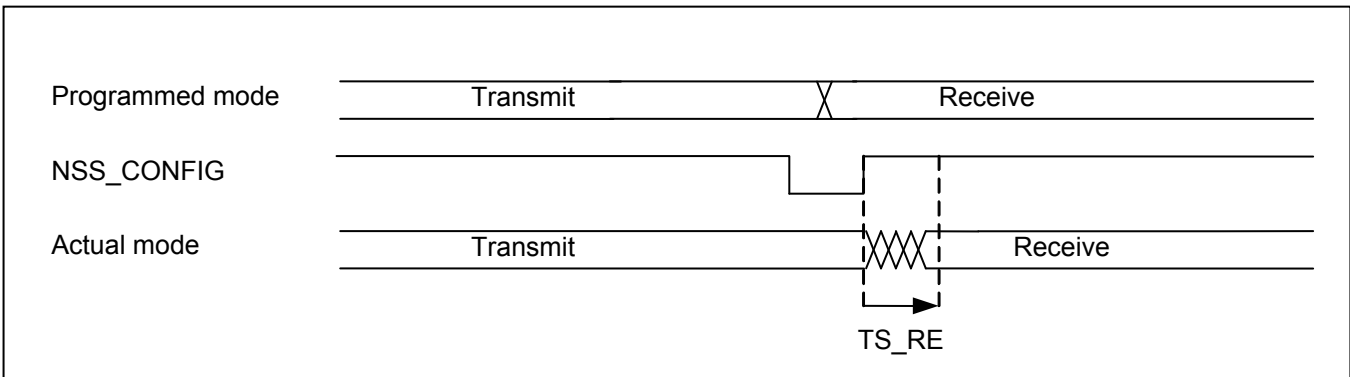 Programmed mode Transmit Receive
NSS_CONFIG
Actual mode Transmit Receive
TS_RE